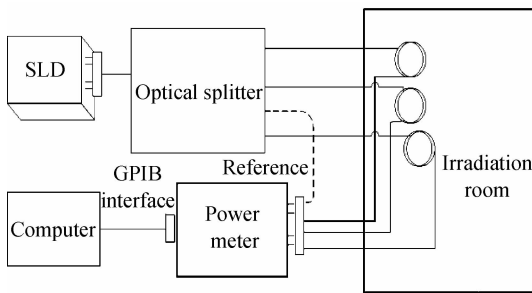 SLD
Optical splitter
GPIB
interface
Reference
Irradiation
room
Computer
Power
meter